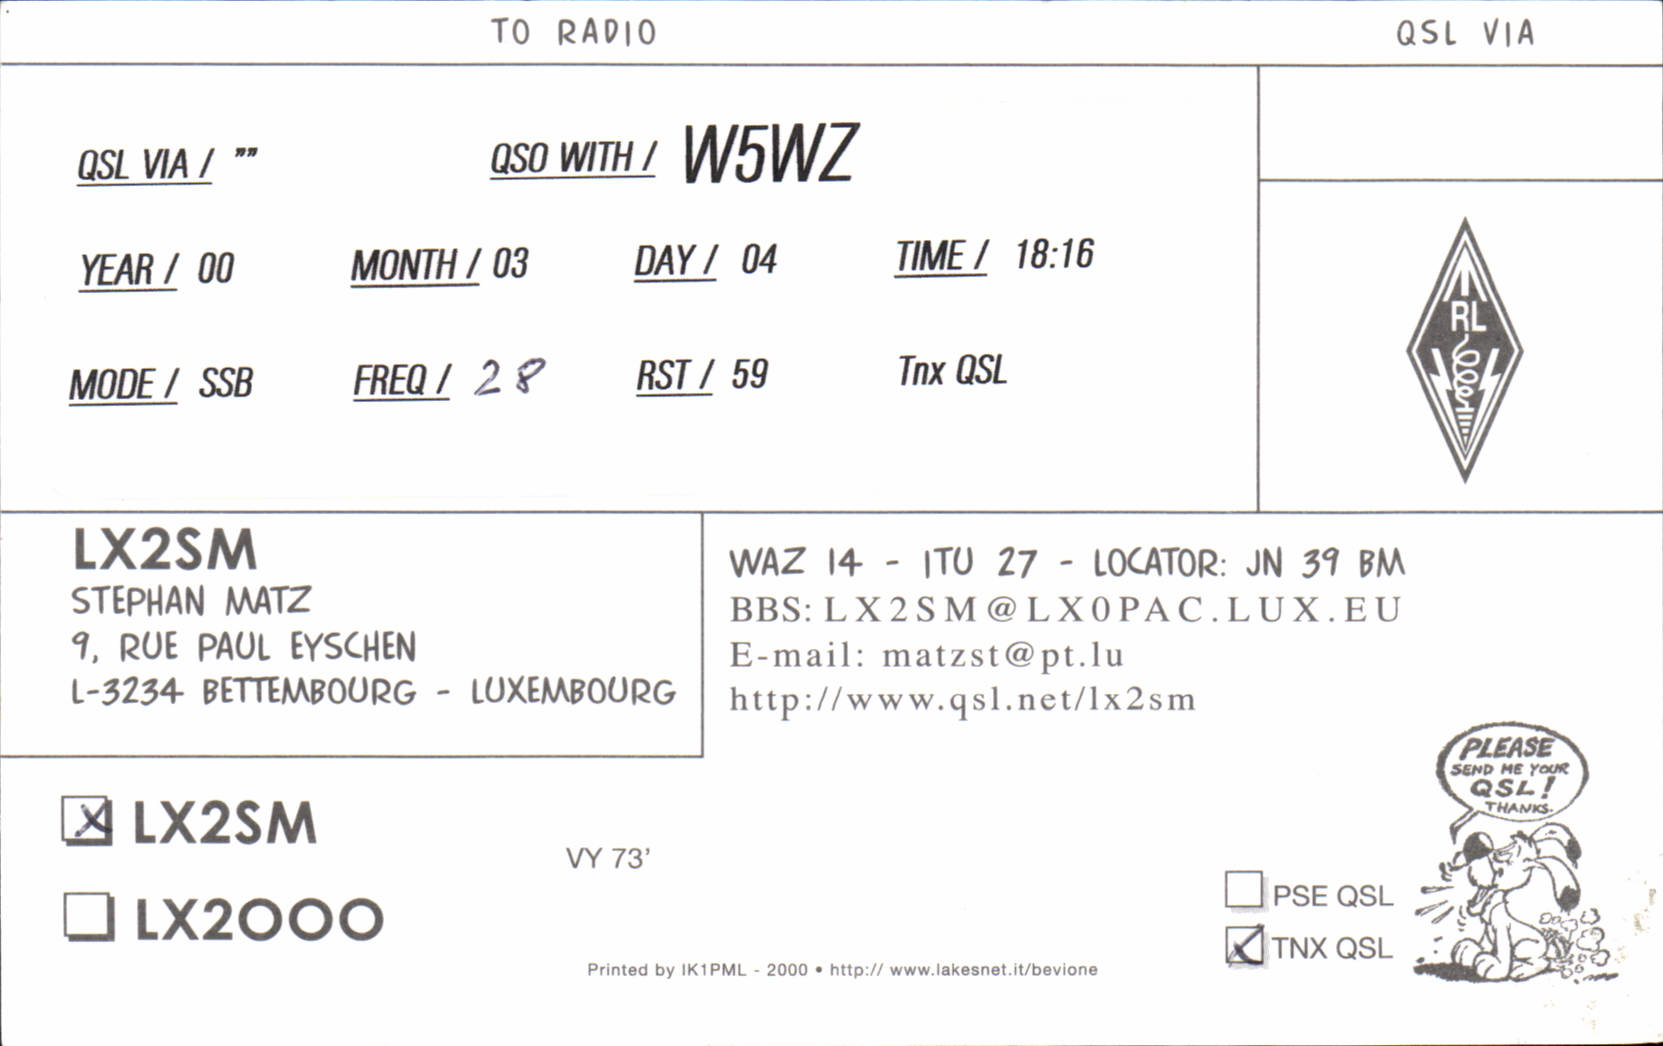 TO RADIO QSL VIA
QSL VIA / "" QSO WITH / W5WZ
YEAR / 00 MONTH / 03 DAY / 04 TIME / 18:16
RL
MODE / SSB FREQ / 28 RST / 59 Tnx QSL
LX2SM
STEPHAN MATZ
9, RUE PAUL EYSCHEN
L-3234 BETTEMBOURG - LUXEMBOURG
WAZ 14 - ITU 27 - LOCATOR: JN 39 BM
BBS: LX2SM@LX0PAC.LUX.EU
E-mail: matzst@pt.lu
http://www.qsl.net/lx2sm
PLEASE
SEND ME YOUR
QSL!
THANKS.
LX2SM
VY 73'
LX2000
PSE QSL
TNX QSL
Printed by IK1PML - 2000 • http:// www.lakesnet.it/bevione